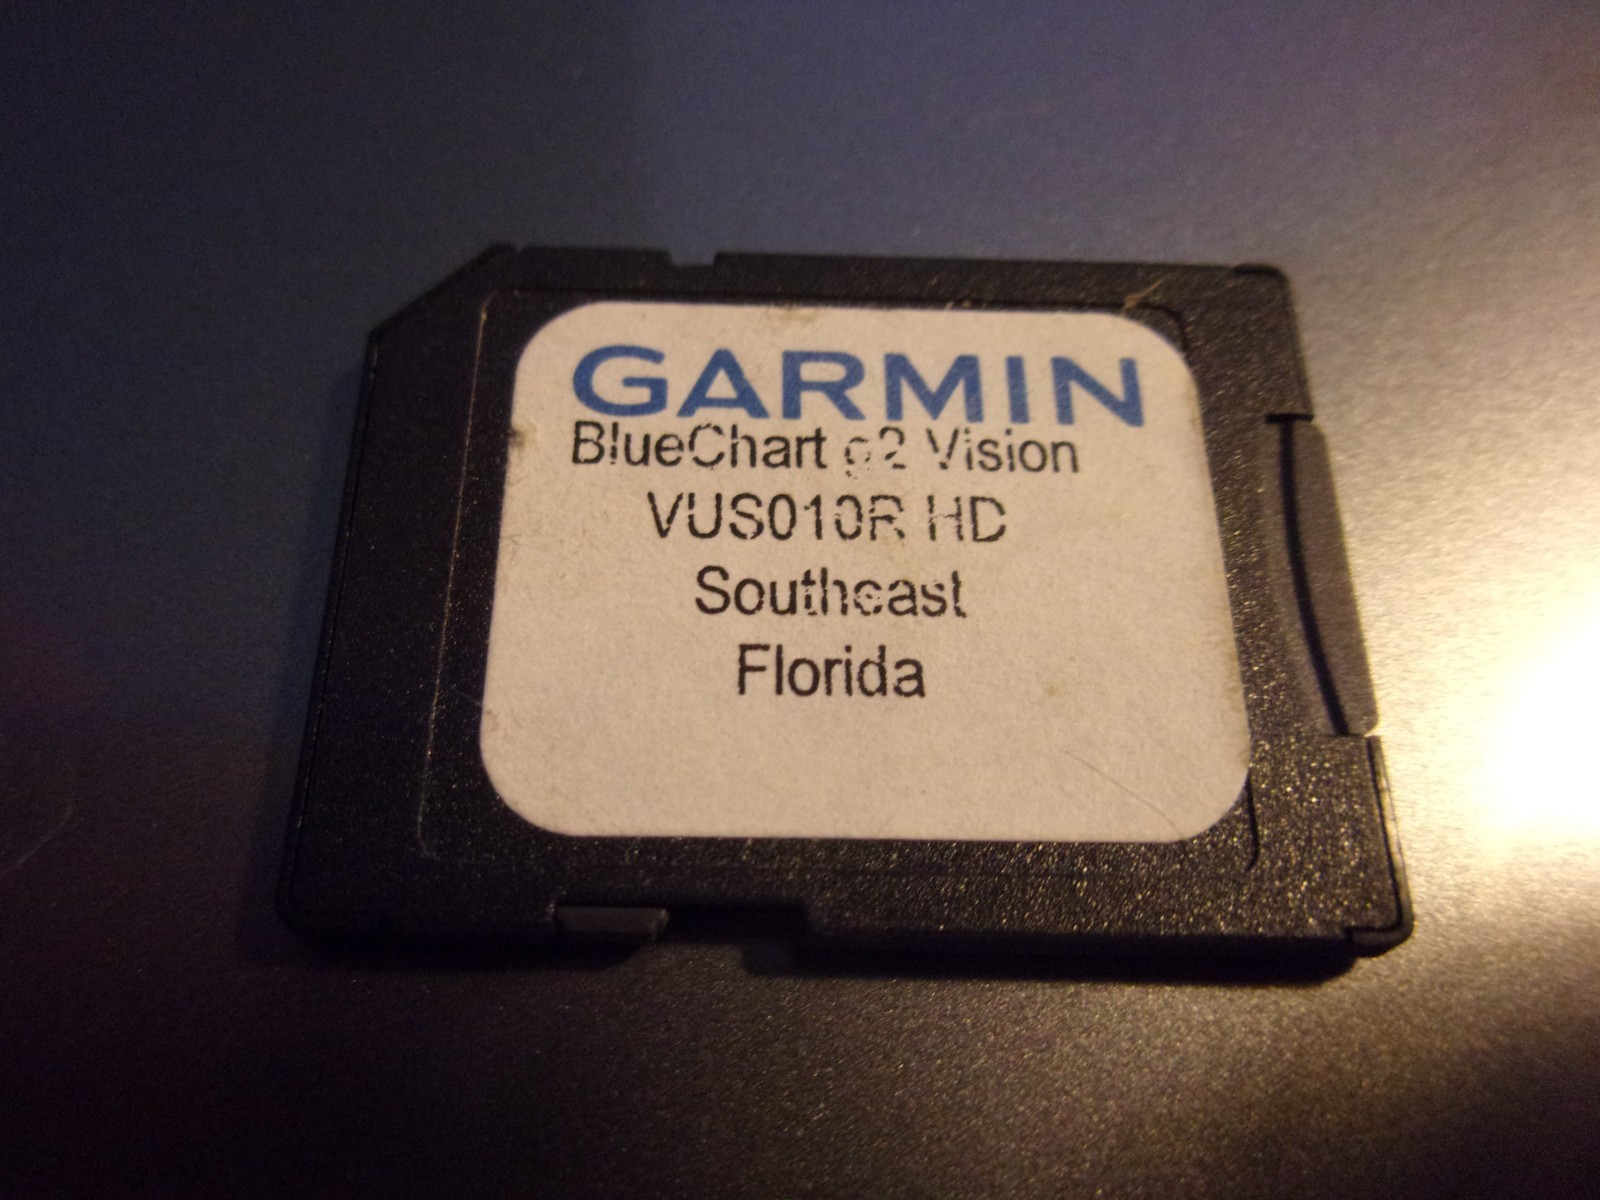 GARMIN
BlueChart g2 Vision
VUS010R HD
Southeast
Florida